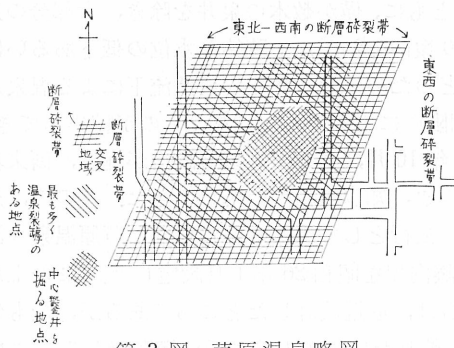 N
東北―西南の断層砕裂帯
東西の断層砕裂帯
断層砕裂帯
断層砕裂帯
交叉
地域
最も多く
温泉裂罅の
ある地点
中心鑿井を
掘る地点
第2図 芦原温泉略図